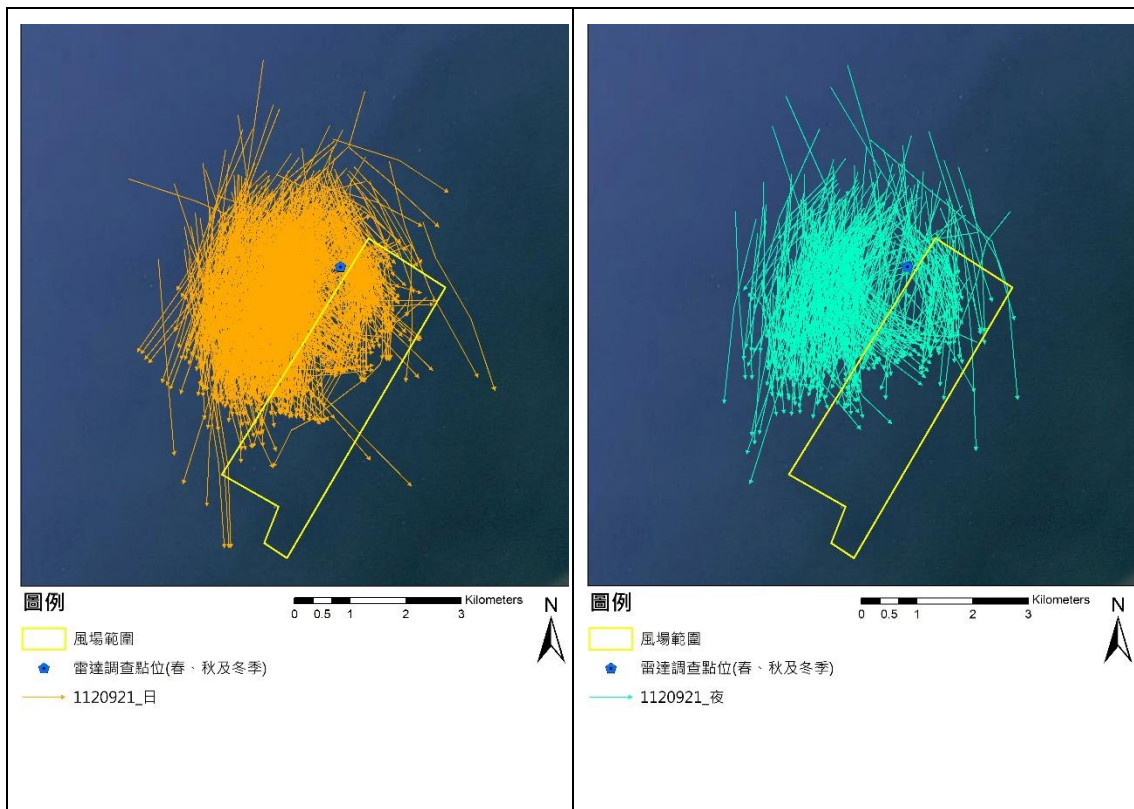 圖例
0 0.5 1 2 3 Kilometers
N
風場範圍
雷達調查點位(春、秋及冬季)
1120921_日
圖例
0 0.5 1 2 3 Kilometers
N
風場範圍
雷達調查點位(春、秋及冬季)
1120921_夜